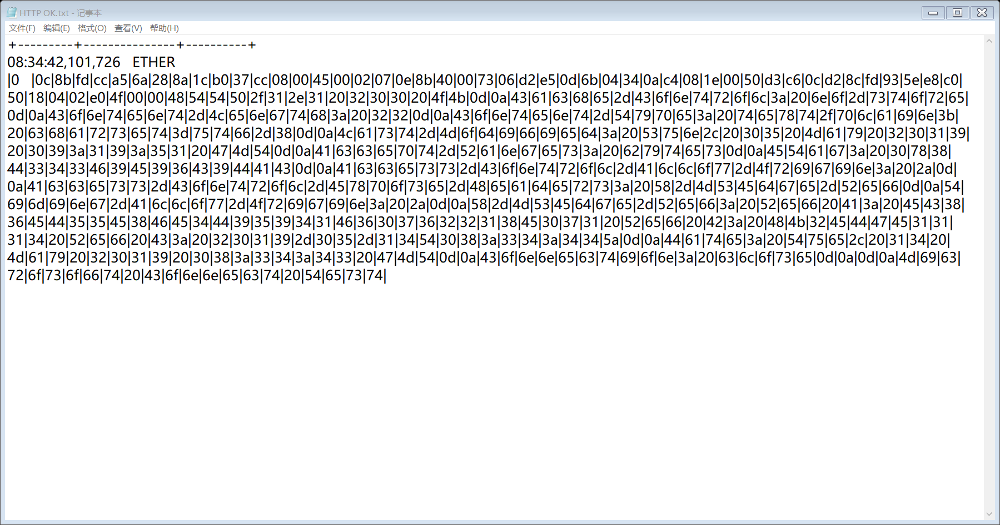 HTTP OK.txt - 记事本
文件(F) 编辑(E) 格式(O) 查看(V) 帮助(H)
+---------+---------------+----------+
08:34:42,101,726   ETHER
|0   |0c|8b|fd|cc|a5|6a|28|8a|1c|b0|37|cc|08|00|45|00|02|07|0e|8b|40|00|73|06|d2|e5|0d|6b|04|34|0a|c4|08|1e|00|50|d3|c6|0c|d2|8c|fd|93|5e|e8|c0|
50|18|04|02|e0|4f|00|00|48|54|54|50|2f|31|2e|31|20|32|30|30|20|4f|4b|0d|0a|43|61|63|68|65|2d|43|6f|6e|74|72|6f|6c|3a|20|6e|6f|2d|73|74|6f|72|65|
0d|0a|43|6f|6e|74|65|6e|74|2d|4c|65|6e|67|74|68|3a|20|32|32|0d|0a|43|6f|6e|74|65|6e|74|2d|54|79|70|65|3a|20|74|65|78|74|2f|70|6c|61|69|6e|3b|
20|63|68|61|72|73|65|74|3d|75|74|66|2d|38|0d|0a|4c|61|73|74|2d|4d|6f|64|69|66|69|65|64|3a|20|53|75|6e|2c|20|30|35|20|4d|61|79|20|32|30|31|39|
20|30|39|3a|31|39|3a|35|31|20|47|4d|54|0d|0a|41|63|63|65|70|74|2d|52|61|6e|67|65|73|3a|20|62|79|74|65|73|0d|0a|45|54|61|67|3a|20|30|78|38|
44|33|34|33|46|39|45|39|36|43|39|44|41|43|0d|0a|41|63|63|65|73|73|2d|43|6f|6e|74|72|6f|6c|2d|41|6c|6c|6f|77|2d|4f|72|69|67|69|6e|3a|20|2a|0d|
0a|41|63|63|65|73|73|2d|43|6f|6e|74|72|6f|6c|2d|45|78|70|6f|73|65|2d|48|65|61|64|65|72|73|3a|20|58|2d|4d|53|45|64|67|65|2d|52|65|66|0d|0a|54|
69|6d|69|6e|67|2d|41|6c|6c|6f|77|2d|4f|72|69|67|69|6e|3a|20|2a|0d|0a|58|2d|4d|53|45|64|67|65|2d|52|65|66|3a|20|52|65|66|20|41|3a|20|45|43|38|
36|45|44|35|35|45|38|46|45|34|44|39|35|39|34|31|46|36|30|37|36|32|32|31|38|45|30|37|31|20|52|65|66|20|42|3a|20|48|4b|32|45|44|47|45|31|31|
31|34|20|52|65|66|20|43|3a|20|32|30|31|39|2d|30|35|2d|31|34|54|30|38|3a|33|34|3a|34|34|5a|0d|0a|44|61|74|65|3a|20|54|75|65|2c|20|31|34|20|
4d|61|79|20|32|30|31|39|20|30|38|3a|33|34|3a|34|33|20|47|4d|54|0d|0a|43|6f|6e|6e|65|63|74|69|6f|6e|3a|20|63|6c|6f|73|65|0d|0a|0d|0a|4d|69|63|
72|6f|73|6f|66|74|20|43|6f|6e|6e|65|63|74|20|54|65|73|74|